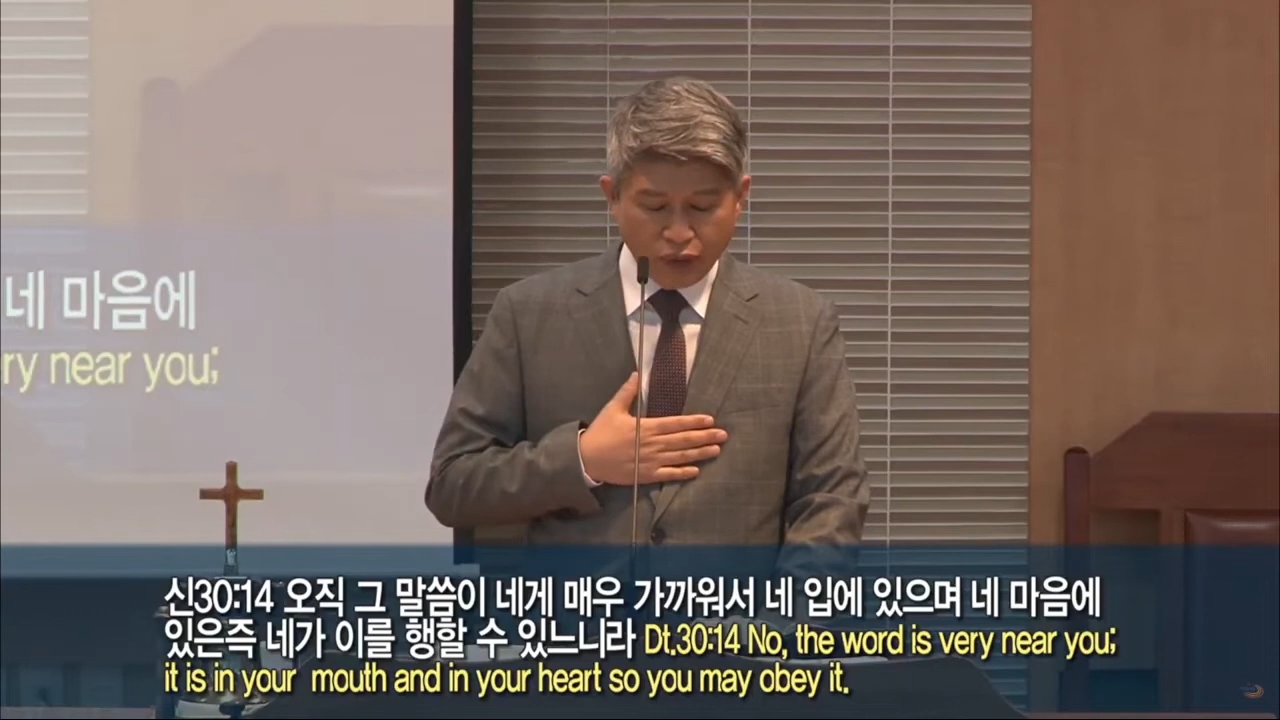 네 마음에
ry near you;
신30:14 오직 그 말씀이 네게 매우 가까워서 네 입에 있으며 네 마음에
있은즉 네가 이를 행할 수 있느니라 Dt.30:14 No, the word is very near you;
it is in your mouth and in your heart so you may obey it.